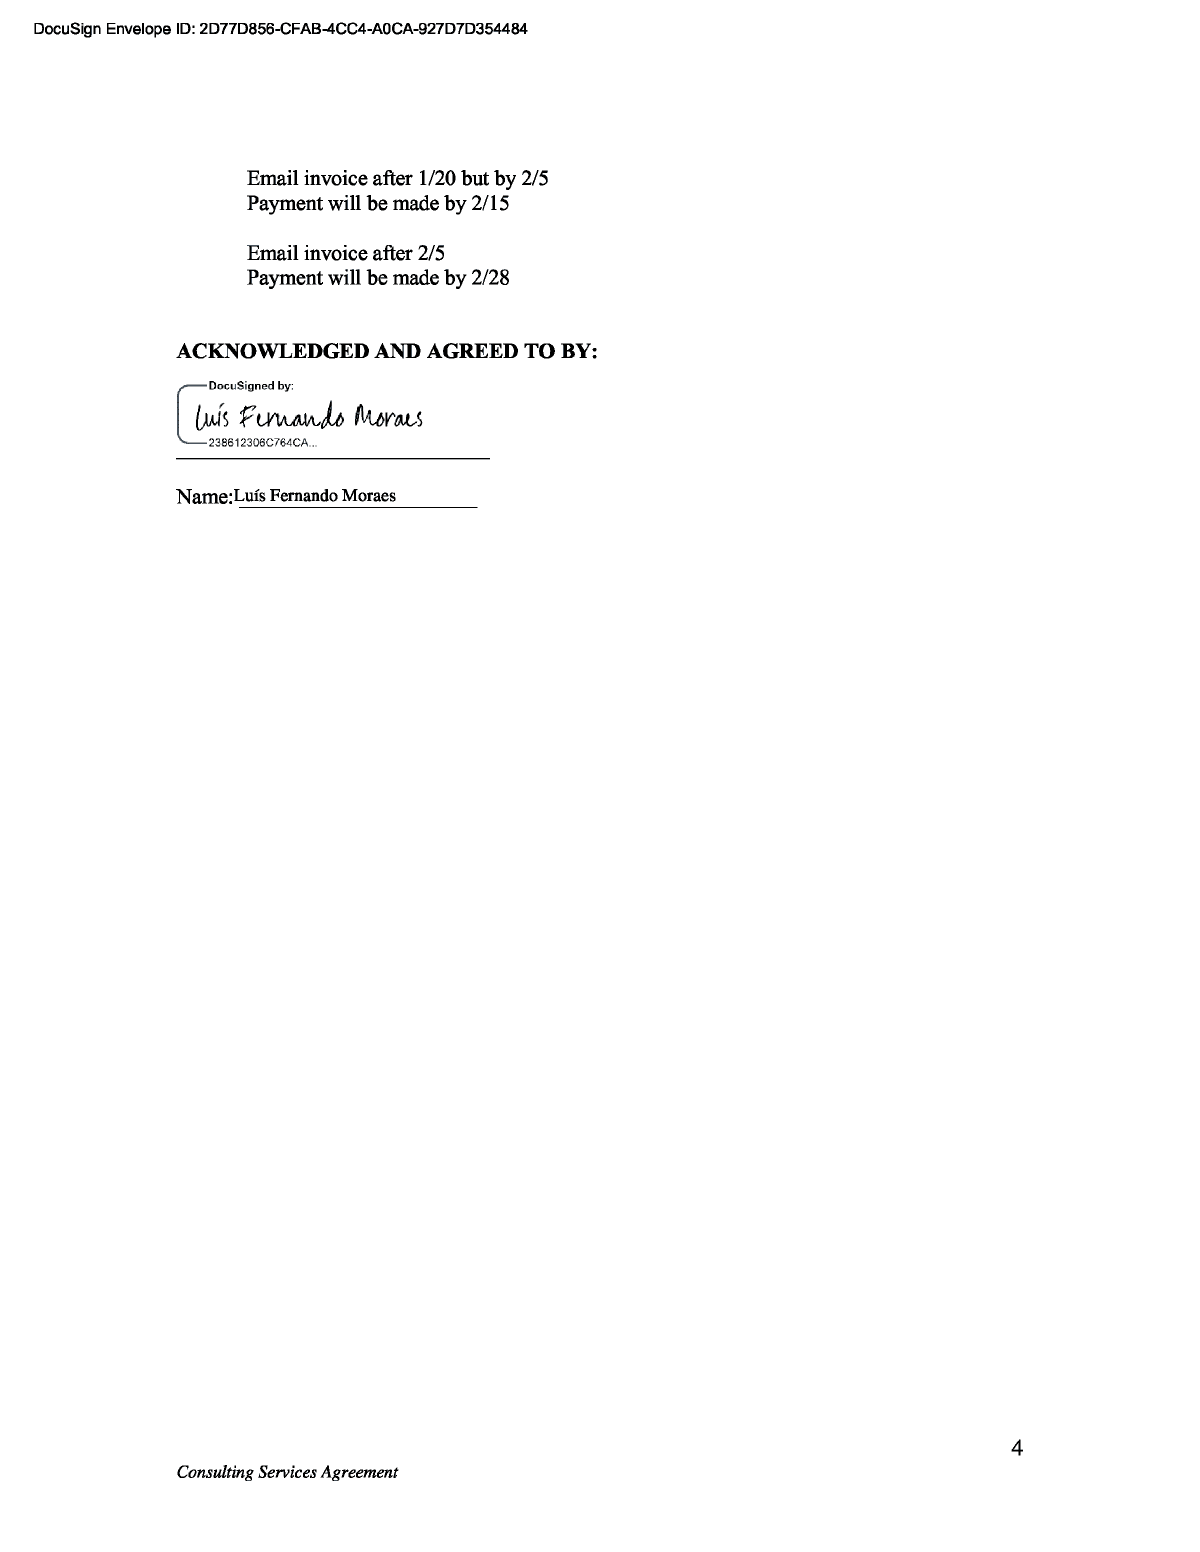 DocuSign Envelope ID: 2D77D856-CFAB-4CC4-A0CA-927D7D354484
Email invoice after 1/20 but by 2/5
Payment will be made by 2/15
Email invoice after 2/5
Payment will be made by 2/28
ACKNOWLEDGED AND AGREED TO BY:
DocuSigned by:
Luís Fernando Moraes
238612306C764CA...
Name:Luís Fernando Moraes
4
Consulting Services Agreement